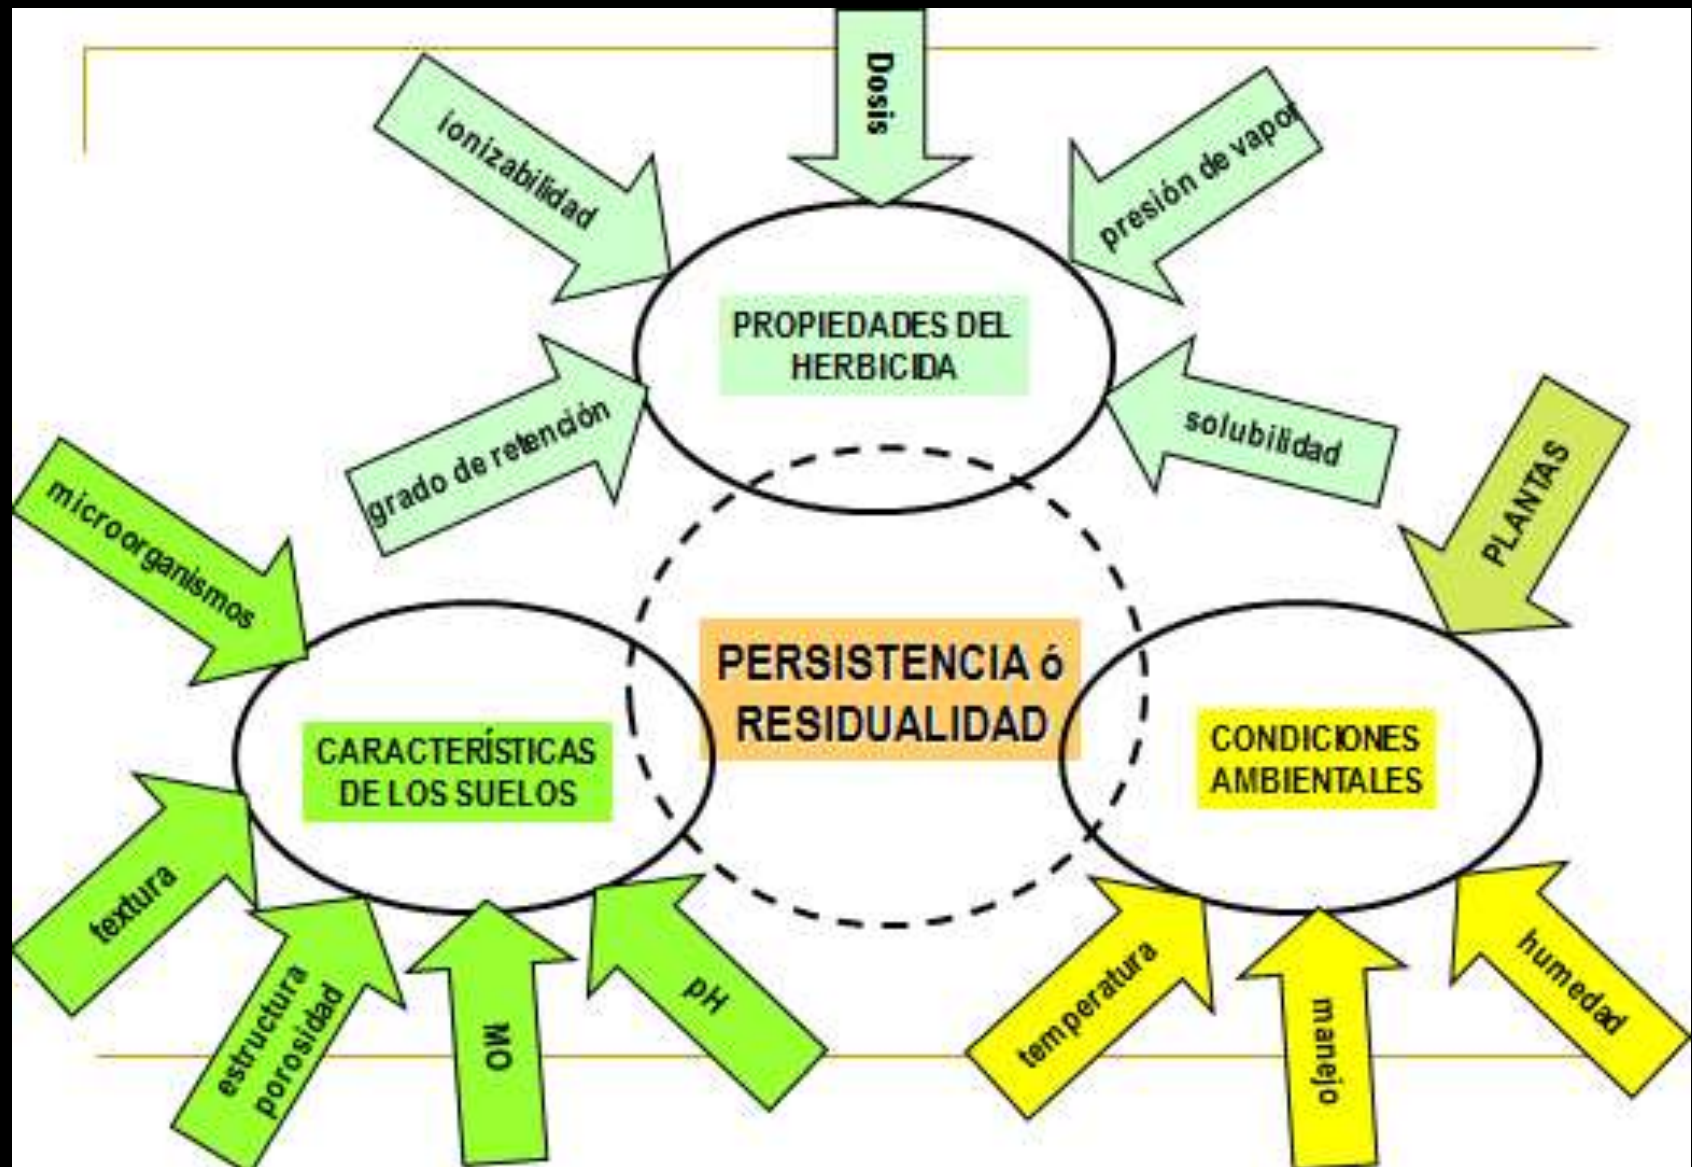 Dosis
ionizabilidad
presión de vapor
PROPIEDADES DEL
HERBICIDA
grado de retención
solubilidad
PLANTAS
microorganismos
PERSISTENCIA ó
RESIDUALIDAD
CARACTERÍSTICAS
DE LOS SUELOS
CONDICIONES
AMBIENTALES
textura
estructura
porosidad
MO
pH
temperatura
manejo
humedad